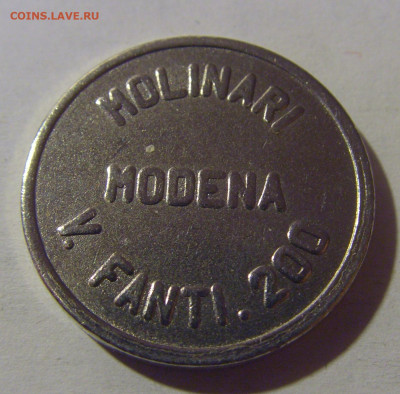 COINS.LAVE.RU
MOLINARI
MODENA
V. FANTI. 200